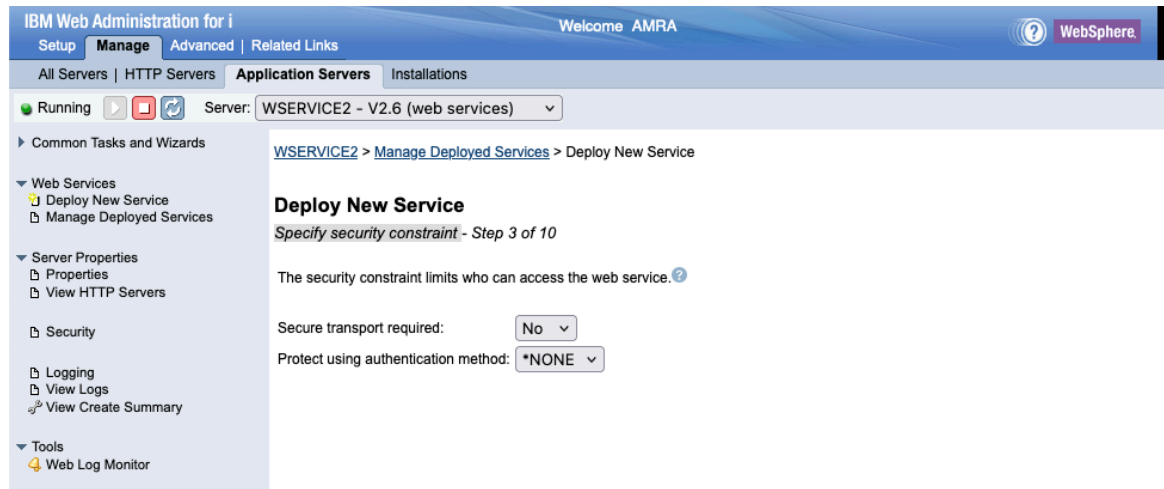 IBM Web Administration for i
Welcome AMRA
WebSphere.
Setup Manage Advanced | Related Links
All Servers | HTTP Servers Application Servers Installations
Running Server: WSERVICE2 - V2.6 (web services)
Common Tasks and Wizards
Web Services
Deploy New Service
Manage Deployed Services
Server Properties
Properties
View HTTP Servers
Security
Logging
View Logs
View Create Summary
Tools
Web Log Monitor
WSERVICE2 > Manage Deployed Services > Deploy New Service
Deploy New Service
Specify security constraint - Step 3 of 10
The security constraint limits who can access the web service.
Secure transport required: No
Protect using authentication method: *NONE